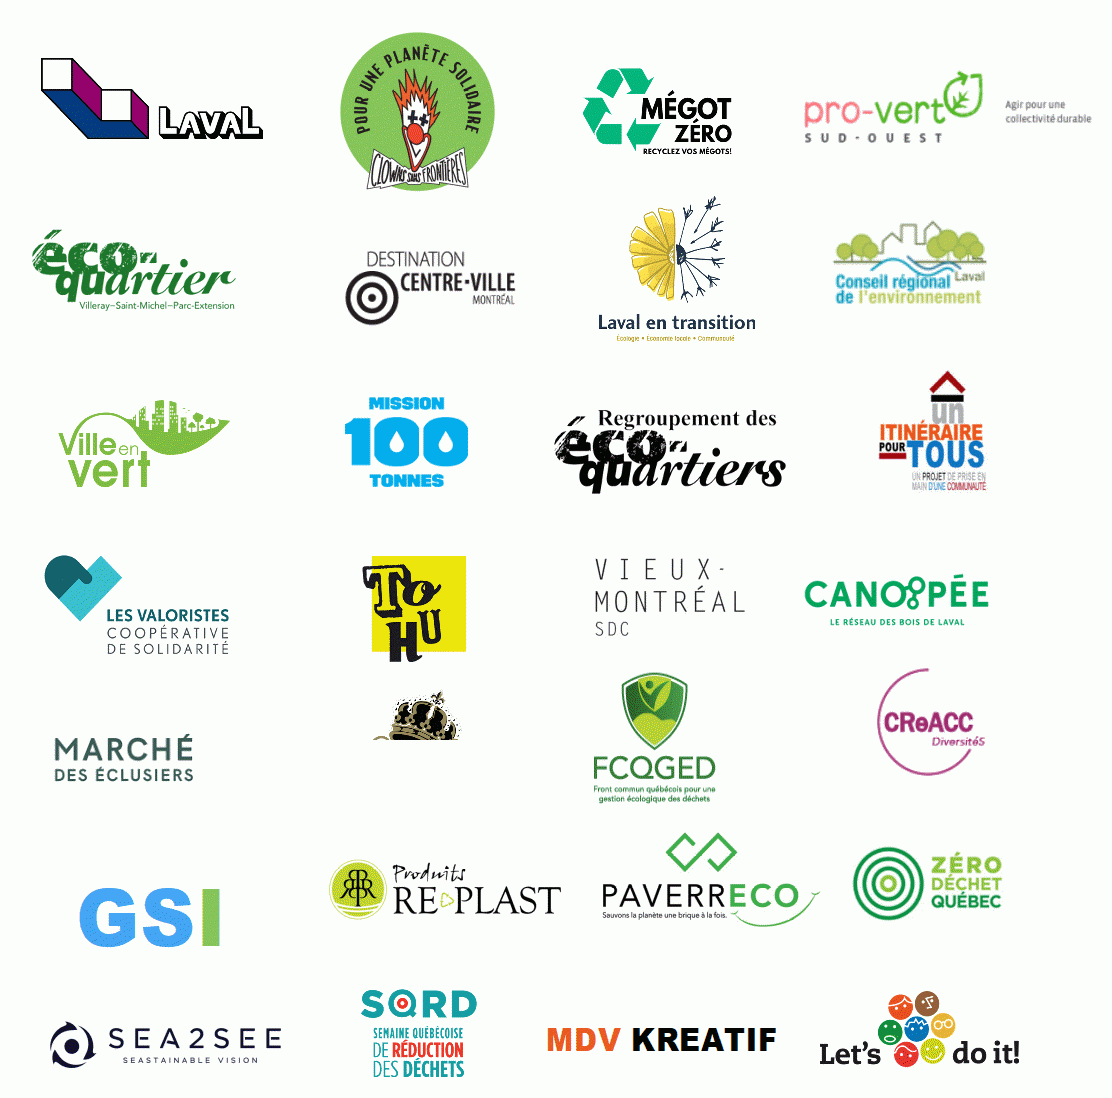 LAVAL
POUR UNE PLANÈTE SOLIDAIRE
CLOWNS SANS FRONTIÈRES
MÉGOT
ZÉRO
RECYCLEZ VOS MÉGOTS!
pro-vert
SUD-OUEST
Agir pour une
collectivité durable
éco
quartier
Villeray–Saint-Michel–Parc-Extension
DESTINATION
CENTRE-VILLE
MONTRÉAL
Laval en transition
Écologie • Économie locale • Communauté
Conseil régional Laval
de l'environnement
Ville en
vert
MISSION
100
TONNES
Regroupement des
éco
quartiers
un
ITINÉRAIRE
POUR TOUS
UN PROJET DE PRISE EN
MAIN D'UNE COMMUNAUTÉ
LES VALORISTES
COOPÉRATIVE
DE SOLIDARITÉ
TOHU
VIEUX-
MONTRÉAL
SDC
CANOPÉE
LE RÉSEAU DES BOIS DE LAVAL
MARCHÉ
DES ÉCLUSIERS
FCQGED
Front commun québécois pour une
gestion écologique des déchets
CReACC
DiversitéS
GSI
Produits
RE-PLAST
PAVERRECO
Sauvons la planète une brique à la fois.
ZÉRO
DÉCHET
QUÉBEC
SEA2SEE
SEASTAINABLE VISION
SQRD
SEMAINE QUÉBÉCOISE
DE RÉDUCTION
DES DÉCHETS
MDV KREATIF
Let's do it!